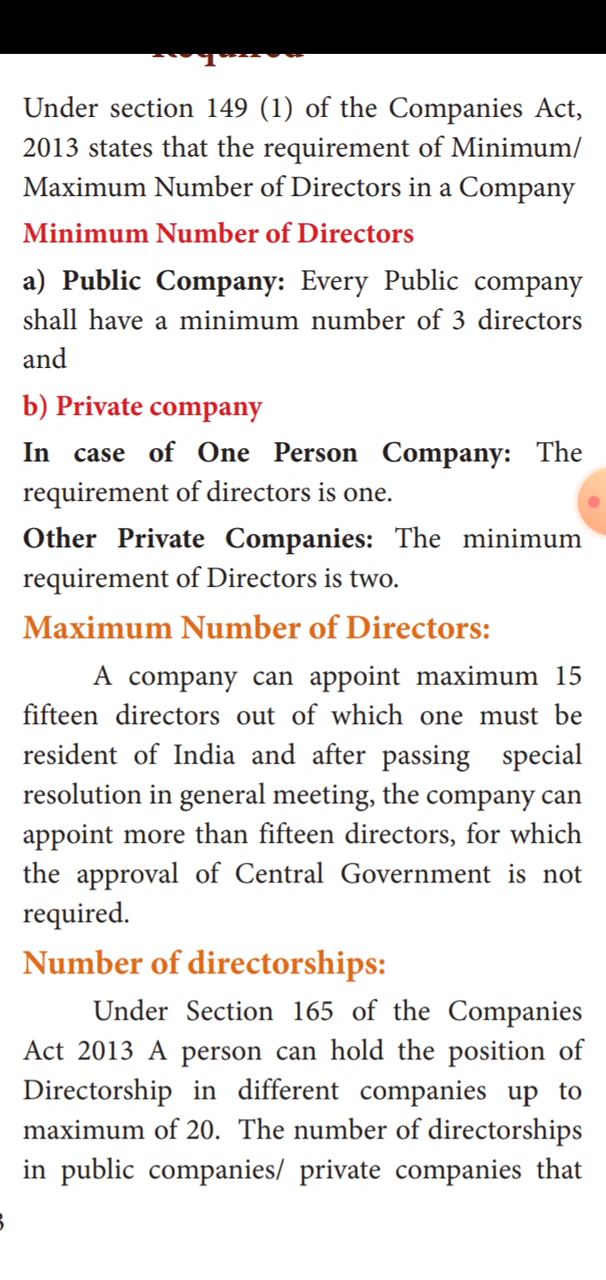 Under section 149 (1) of the Companies Act,
2013 states that the requirement of Minimum/
Maximum Number of Directors in a Company
Minimum Number of Directors
a) Public Company: Every Public company
shall have a minimum number of 3 directors
and
b) Private company
In case of One Person Company: The
requirement of directors is one.
Other Private Companies: The minimum
requirement of Directors is two.
Maximum Number of Directors:
A company can appoint maximum 15
fifteen directors out of which one must be
resident of India and after passing special
resolution in general meeting, the company can
appoint more than fifteen directors, for which
the approval of Central Government is not
required.
Number of directorships:
Under Section 165 of the Companies
Act 2013 A person can hold the position of
Directorship in different companies up to
maximum of 20. The number of directorships
in public companies/ private companies that